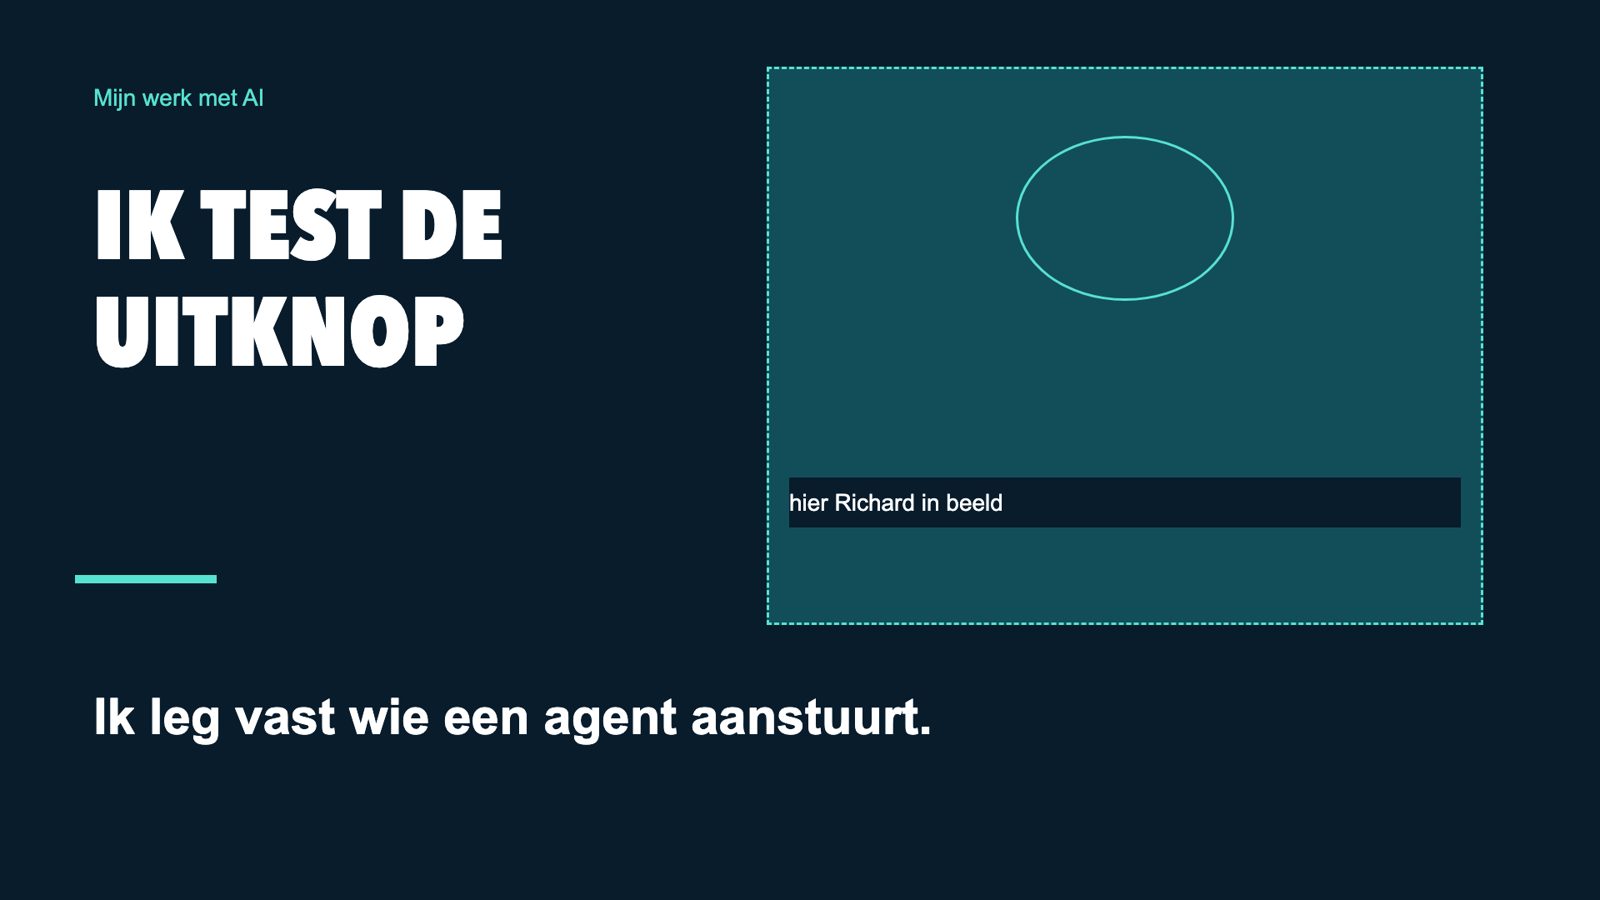 Mijn werk met AI
IK TEST DE
UITKNOP
hier Richard in beeld
Ik leg vast wie een agent aanstuurt.